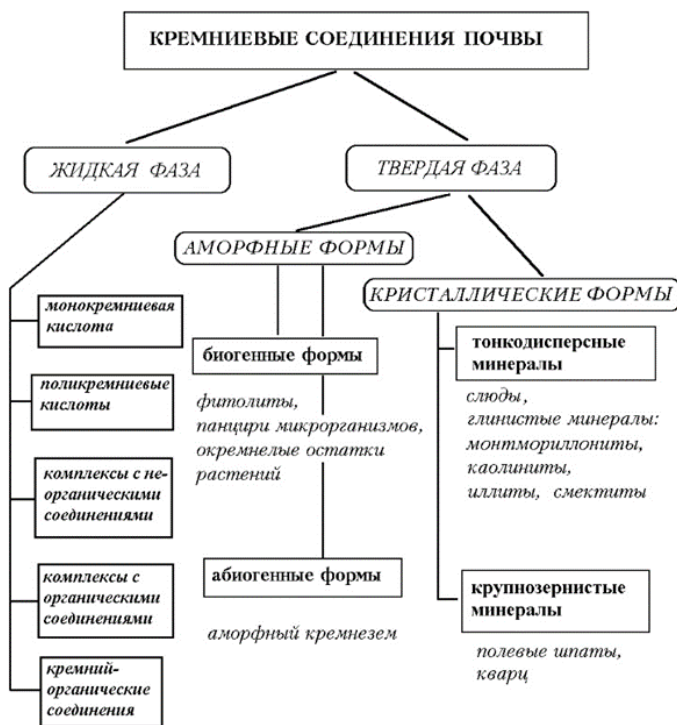 КРЕМНИЕВЫЕ СОЕДИНЕНИЯ ПОЧВЫ
ЖИДКАЯ ФАЗА
ТВЕРДАЯ ФАЗА
АМОРФНЫЕ ФОРМЫ
КРИСТАЛЛИЧЕСКИЕ ФОРМЫ
монокремниевая
кислота
поликремниевые
кислоты
комплексы с не-
органическими
соединениями
комплексы с
органическими
соединениями
кремний-
органические
соединения
биогенные формы
фитолиты,
панцири микрорганизмов,
окремнелые остатки
растений
абиогенные формы
аморфный кремнезем
тонкодисперсные
минералы
слюды,
глинистые минералы:
монтмориллониты,
каолиниты,
иллиты, смектиты
крупнозернистые
минералы
полевые шпаты,
кварц